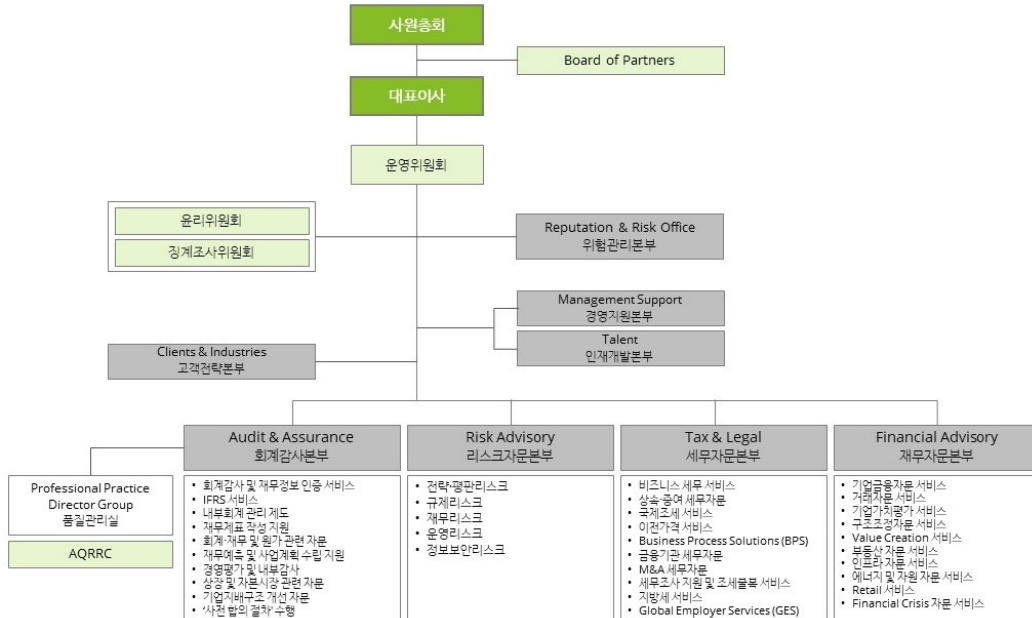 사원총회
Board of Partners
대표이사
운영위원회
윤리위원회
징계조사위원회
Reputation & Risk Office
위험관리본부
Management Support
경영지원본부
Talent
인재개발본부
Clients & Industries
고객전략본부
Audit & Assurance
회계감사본부
Risk Advisory
리스크자문본부
Tax & Legal
세무자문본부
Financial Advisory
재무자문본부
Professional Practice
Director Group
품질관리실
AQRRC
• 회계감사 및 재무정보 인증 서비스
• IFRS 서비스
• 내부회계 관리 제도
• 재무제표 작성 지원
• 회계·재무 및 원가 관련 자문
• 재무예측 및 사업계획 수립 지원
• 경영평가 및 내부감사
• 상장 및 자본시장 관련 자문
• 기업지배구조 개선 자문
• ‘사전 합의 절차’ 수행
• 전략·평판리스크
• 규제리스크
• 재무리스크
• 운영리스크
• 정보보안리스크
• 비즈니스 세무 서비스
• 상속·증여 세무자문
• 국제조세 서비스
• 이전가격 서비스
• Business Process Solutions (BPS)
• 금융기관 세무자문
• M&A 세무자문
• 세무조사 지원 및 조세불복 서비스
• 지방세 서비스
• Global Employer Services (GES)
• 기업금융자문 서비스
• 거래자문 서비스
• 기업가치평가 서비스
• 구조조정자문 서비스
• Value Creation 서비스
• 부동산 자문 서비스
• 인프라 자문 서비스
• 에너지 및 자원 자문 서비스
• Retail 서비스
• Financial Crisis 자문 서비스